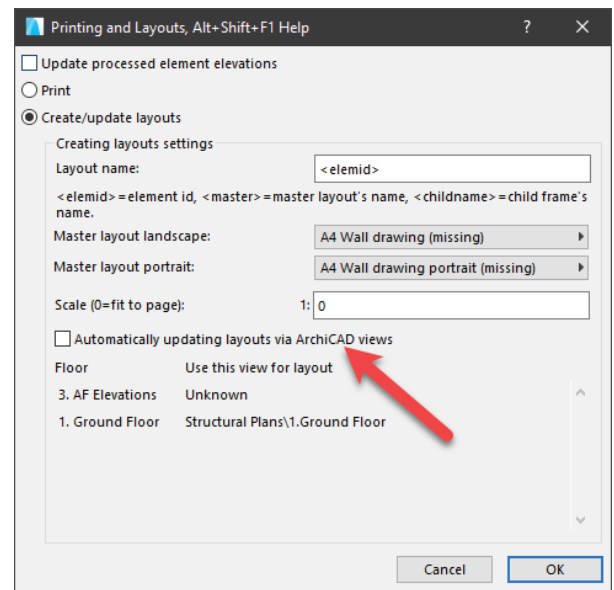 Printing and Layouts, Alt+Shift+F1 Help ? ×
Update processed element elevations
Print
Create/update layouts
Creating layouts settings
Layout name: <elemid>
<elemid>=element id, <master>=master layout's name, <childname>=child frame's
name.
Master layout landscape: A4 Wall drawing (missing)
Master layout portrait: A4 Wall drawing portrait (missing)
Scale (0=fit to page): 1: 0
Automatically updating layouts via ArchiCAD views
Floor Use this view for layout
3. AF Elevations Unknown
1. Ground Floor Structural Plans\1.Ground Floor
Cancel OK